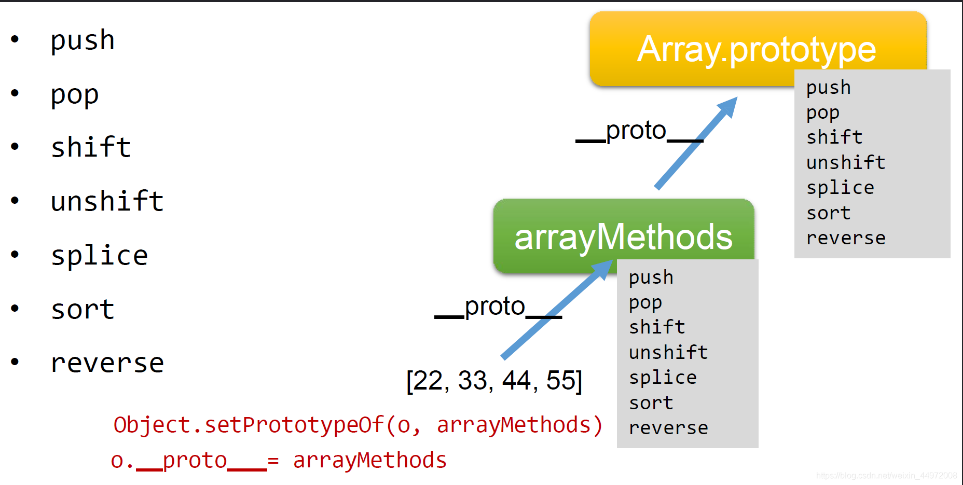 • push
• pop
• shift
• unshift
• splice
• sort
• reverse
Array.prototype
push
pop
shift
unshift
splice
sort
reverse
__proto__
arrayMethods
push
pop
shift
unshift
splice
sort
reverse
__proto__
[22, 33, 44, 55]
Object.setPrototypeOf(o, arrayMethods)
o.__proto__= arrayMethods